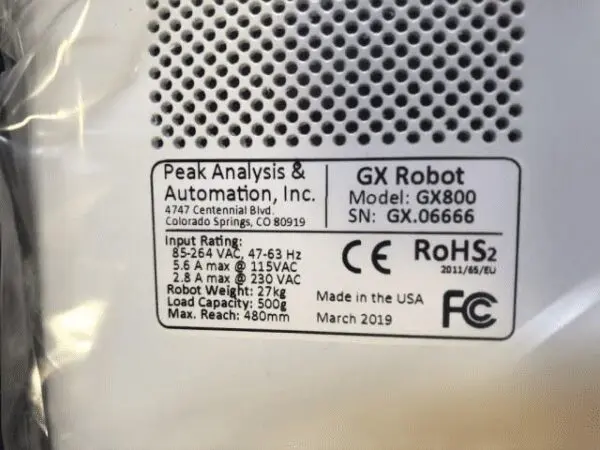 Peak Analysis &
Automation, Inc.
4747 Centennial Blvd.
Colorado Springs, CO 80919
GX Robot
Model: GX800
SN: GX.06666
Input Rating:
85-264 VAC, 47-63 Hz
5.6 A max @ 115VAC
2.8 A max @ 230 VAC
Robot Weight: 27kg
Load Capacity: 500g
Max. Reach: 480mm
CE
RoHS2
2011/65/EU
Made in the USA
March 2019
FC